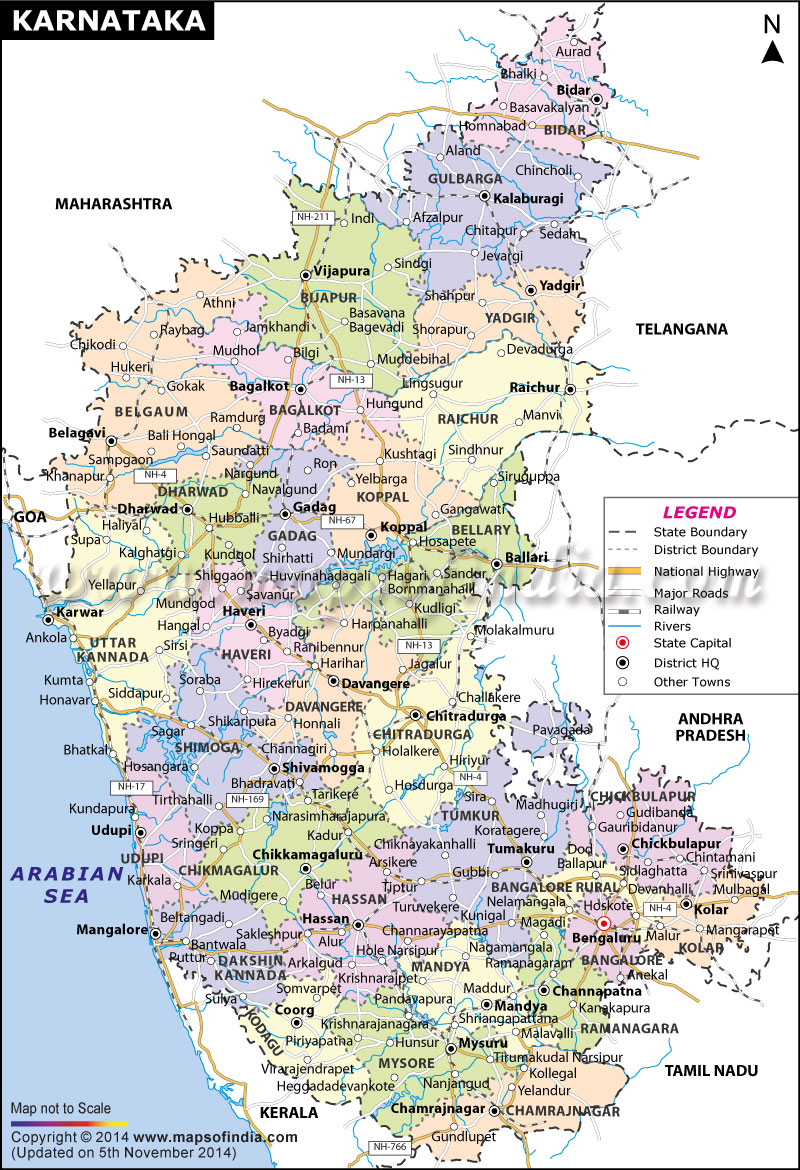 KARNATAKA
N
Aurad
Bhalki
Bidar
Basavakalyan
Homnabad
BIDAR
Aland
Chincholi
GULBARGA
Kalaburagi
MAHARASHTRA
NH-211
Indi
Afzalpur
Chitapur
Sedam
Jevargi
Sindgi
Vijapura
Yadgir
BIJAPUR
Shahpur
Athni
Basavana
Bagevadi
YADGIR
TELANGANA
Raybag
Jamkhandi
Shorapur
Chikodi
Mudhol
Bilgi
Devadurga
Muddebihal
Hukeri
Gokak
Bagalkot
NH-13
Lingsugur
Raichur
BELGAUM
BAGALKOT
Hungund
RAICHUR
Manvi
Ramdurg
Badami
Belagavi
Bali Hongal
Sampgaon
Saundatti
Kushtagi
Sindhnur
Khanapur
NH-4
Nargund
Ron
Yelbarga
Siruguppa
DHARWAD
Navalgund
KOPPAL
Dharwad
Gadag
Gangawati
GOA
Hubballi
NH-67
Koppal
BELLARY
Haliyal
GADAG
Supa
Kalghatgi
Kundgol
Shirhatti
Mundargi
Hosapete
Ballari
Yellapur
Shiggaon
Huvvinahadagali
Hagari
Sandur
Bornmanahalli
Mundgod
Savanur
Karwar
Haveri
Kudligi
Hangal
Byadgi
Harpanahalli
Molakalmuru
Ankola
UTTAR
KANNADA
Sirsi
HAVERI
Ranibennur
NH-13
Harihar
Jagalur
Kumta
Siddapur
Soraba
Hirekerur
Davangere
Challakere
Honavar
Shikaripura
DAVANGERE
Chitradurga
Sagar
Honnali
CHITRADURGA
Pavagada
Bhatkal
SHIMOGA
Channagiri
Holalkere
Hosangara
Shivamogga
Hiriyur
NH-17
Bhadravati
Hosdurga
NH-4
LEGEND
State Boundary
District Boundary
National Highway
Major Roads
Railway
Rivers
State Capital
District HQ
Other Towns
ANDHRA
PRADESH
Tirthahalli
NH-169
Tarikere
Sira
Madhugiri
CHICKBULAPUR
Kundapura
Narasimharajapura
TUMKUR
Gudibanda
Udupi
Koppa
Kadur
Koratagere
Gauribidanur
Sringeri
Chiknayakanhalli
Chickbulapur
UDUPI
Chikkamagaluru
Arsikere
Tumakuru
Dod
Ballapur
Chintamani
Sidlaghatta
Srinivaspur
ARABIAN
SEA
CHIKMAGALUR
Gubbi
Karkala
Belur
Tiptur
BANGALORE RURAL
Devanhalli
Mulbagal
Mudigere
HASSAN
Turuvekere
Nelamangala
Hoskote
NH-4
Kolar
Beltangadi
Hassan
Kunigal
Magadi
Mangalore
Sakleshpur
Channarayapatna
Bengaluru
Malur
Mangarapet
Bantwala
Alur
Hole Narsipur
Nagamangala
KOLAR
Puttur
DAKSHIN
KANNADA
Arkalgud
MANDYA
Ramanagaram
BANGALORE
Krishnarajpet
Anekal
Somvarpet
Maddur
Channapatna
Sulya
Pandavapura
Mandya
Kanakapura
Coorg
Krishnarajanagara
Shriangapattana
RAMANAGARA
KODAGU
Piriyapatha
Hunsur
Mysuru
Malavalli
Virarajendrapet
MYSORE
Tirumakudal Narsipur
Heggadadevankote
Kollegal
TAMIL NADU
Nanjangud
Yelandur
KERALA
Chamrajnagar
CHAMRAJNAGAR
Gundlupet
NH-766
Map not to Scale
Copyright © 2014 www.mapsofindia.com
(Updated on 5th November 2014)